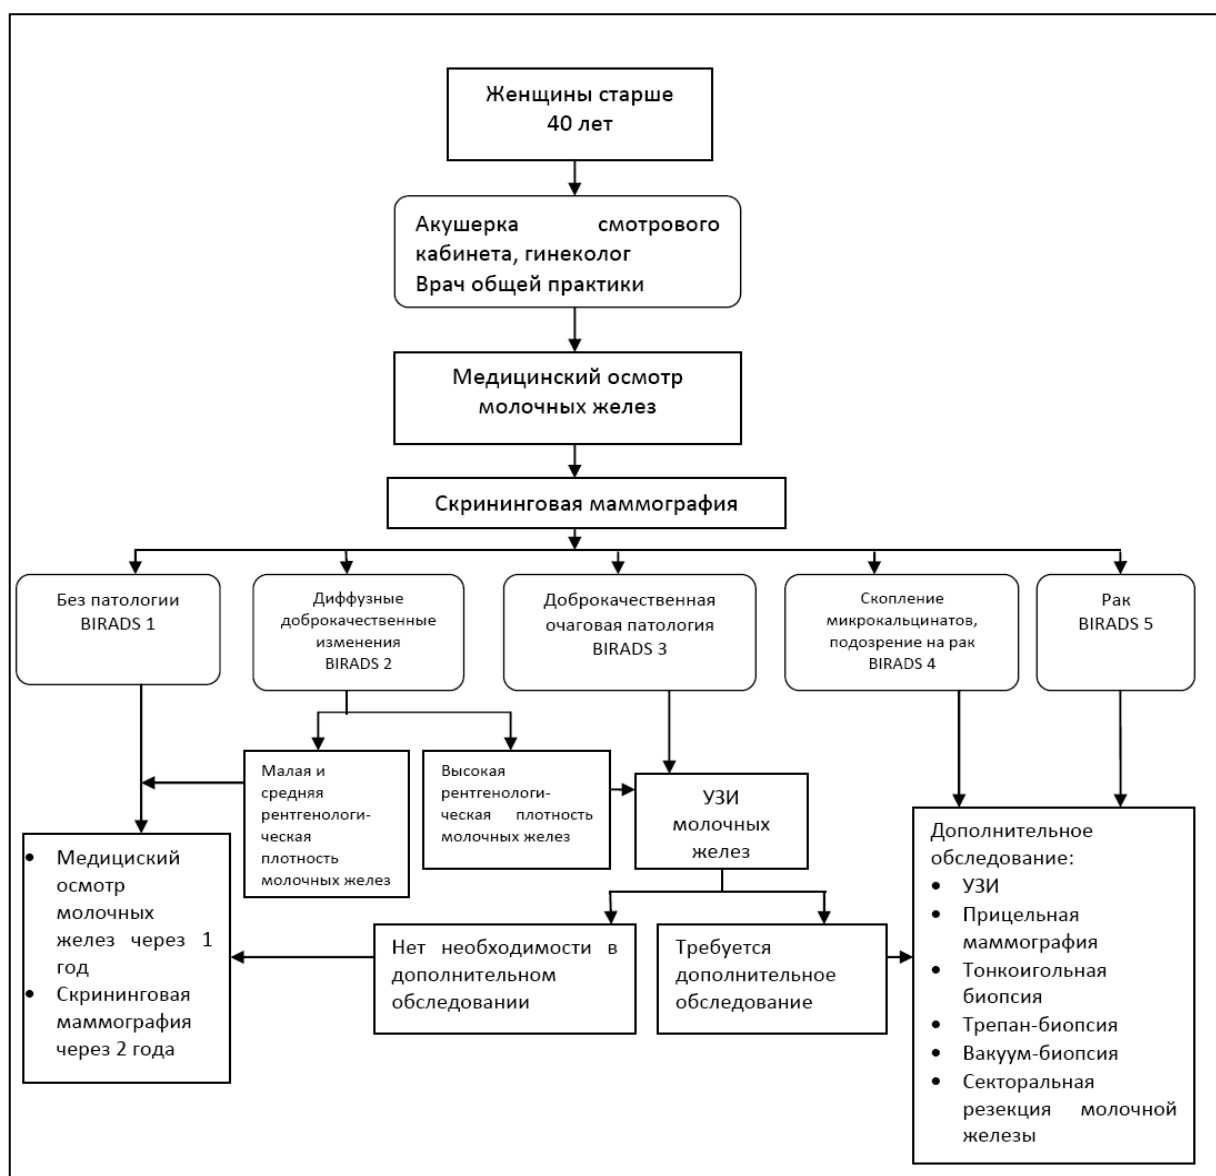 Женщины старше
40 лет
Акушерка смотрового
кабинета, гинеколог
Врач общей практики
Медицинский осмотр
молочных желез
Скрининговая маммография
Без патологии
BIRADS 1
Диффузные
доброкачественные
изменения
BIRADS 2
Доброкачественная
очаговая патология
BIRADS 3
Скопление
микрокальцинатов,
подозрение на рак
BIRADS 4
Рак
BIRADS 5
Малая и
средняя
рентгенологи-
ческая
плотность
молочных желез
Высокая
рентгенологи-
ческая плотность
молочных желез
УЗИ
молочных
желез
• Медициский
осмотр
молочных
желез через 1
год
• Скрининговая
маммография
через 2 года
Нет необходимости в
дополнительном
обследовании
Требуется
дополнительное
обследование
Дополнительное
обследование:
• УЗИ
• Прицельная
маммография
• Тонкоигольная
биопсия
• Трепан-биопсия
• Вакуум-биопсия
• Секторальная
резекция молочной
железы